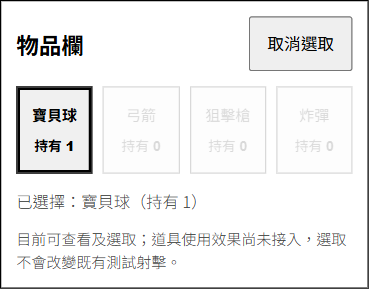 物品欄
取消選取
寶貝球
持有 1
弓箭
持有 0
狙擊槍
持有 0
炸彈
持有 0
已選擇：寶貝球（持有 1）
目前可查看及選取；道具使用效果尚未接入，選取
不會改變既有測試射擊。